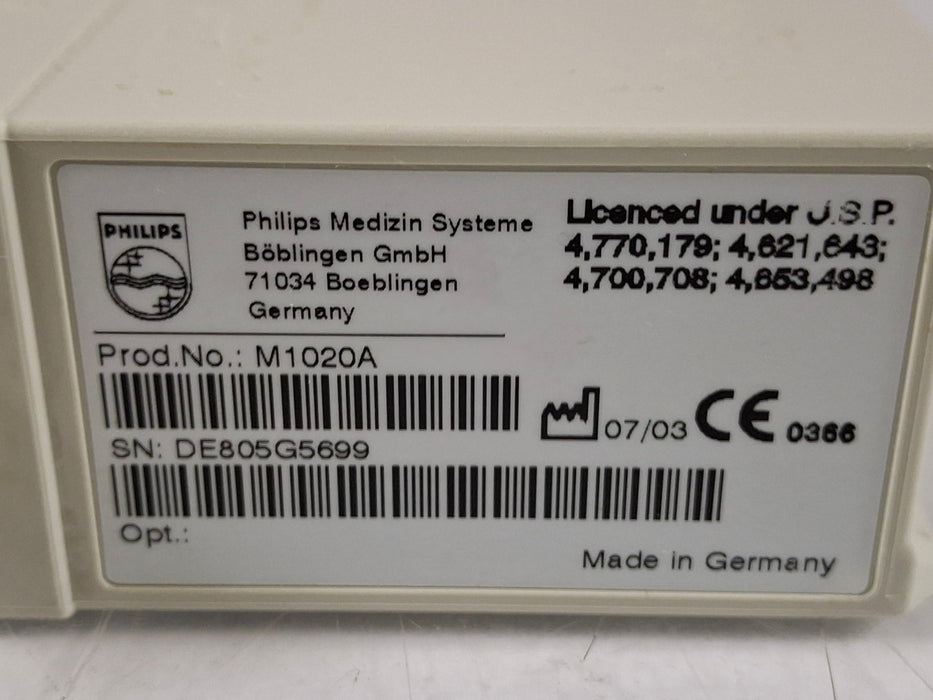 PHILIPS
Philips Medizin Systeme
Böblingen GmbH
71034 Boeblingen
Germany
Licenced under U.S.P.
4,770,179; 4,621,643;
4,700,708; 4,653,498
Prod.No.: M1020A
07/03 CE 0366
SN: DE805G5699
Opt.:
Made in Germany